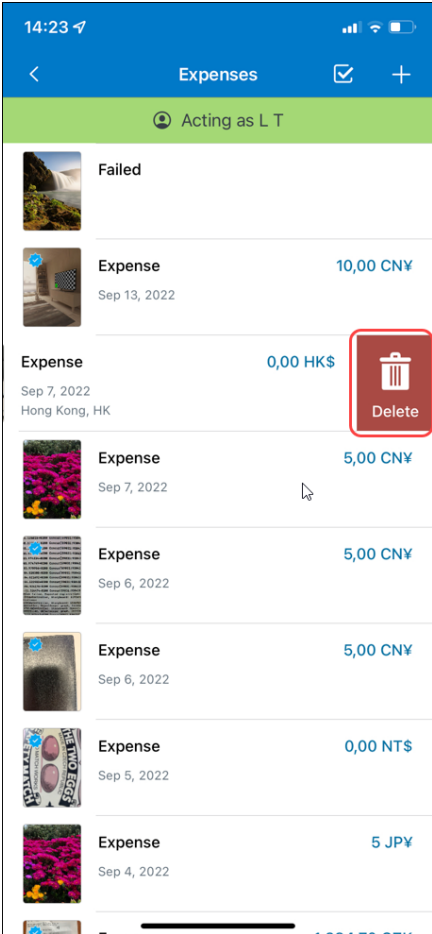 14:23
Expenses
Acting as L T
Failed
Expense
10,00 CN¥
Sep 13, 2022
Expense
0,00 HK$
Sep 7, 2022
Hong Kong, HK
Delete
Expense
5,00 CN¥
Sep 7, 2022
Expense
5,00 CN¥
Sep 6, 2022
Expense
5,00 CN¥
Sep 6, 2022
Expense
0,00 NT$
Sep 5, 2022
THE TWO EGGS
Expense
5 JP¥
Sep 4, 2022